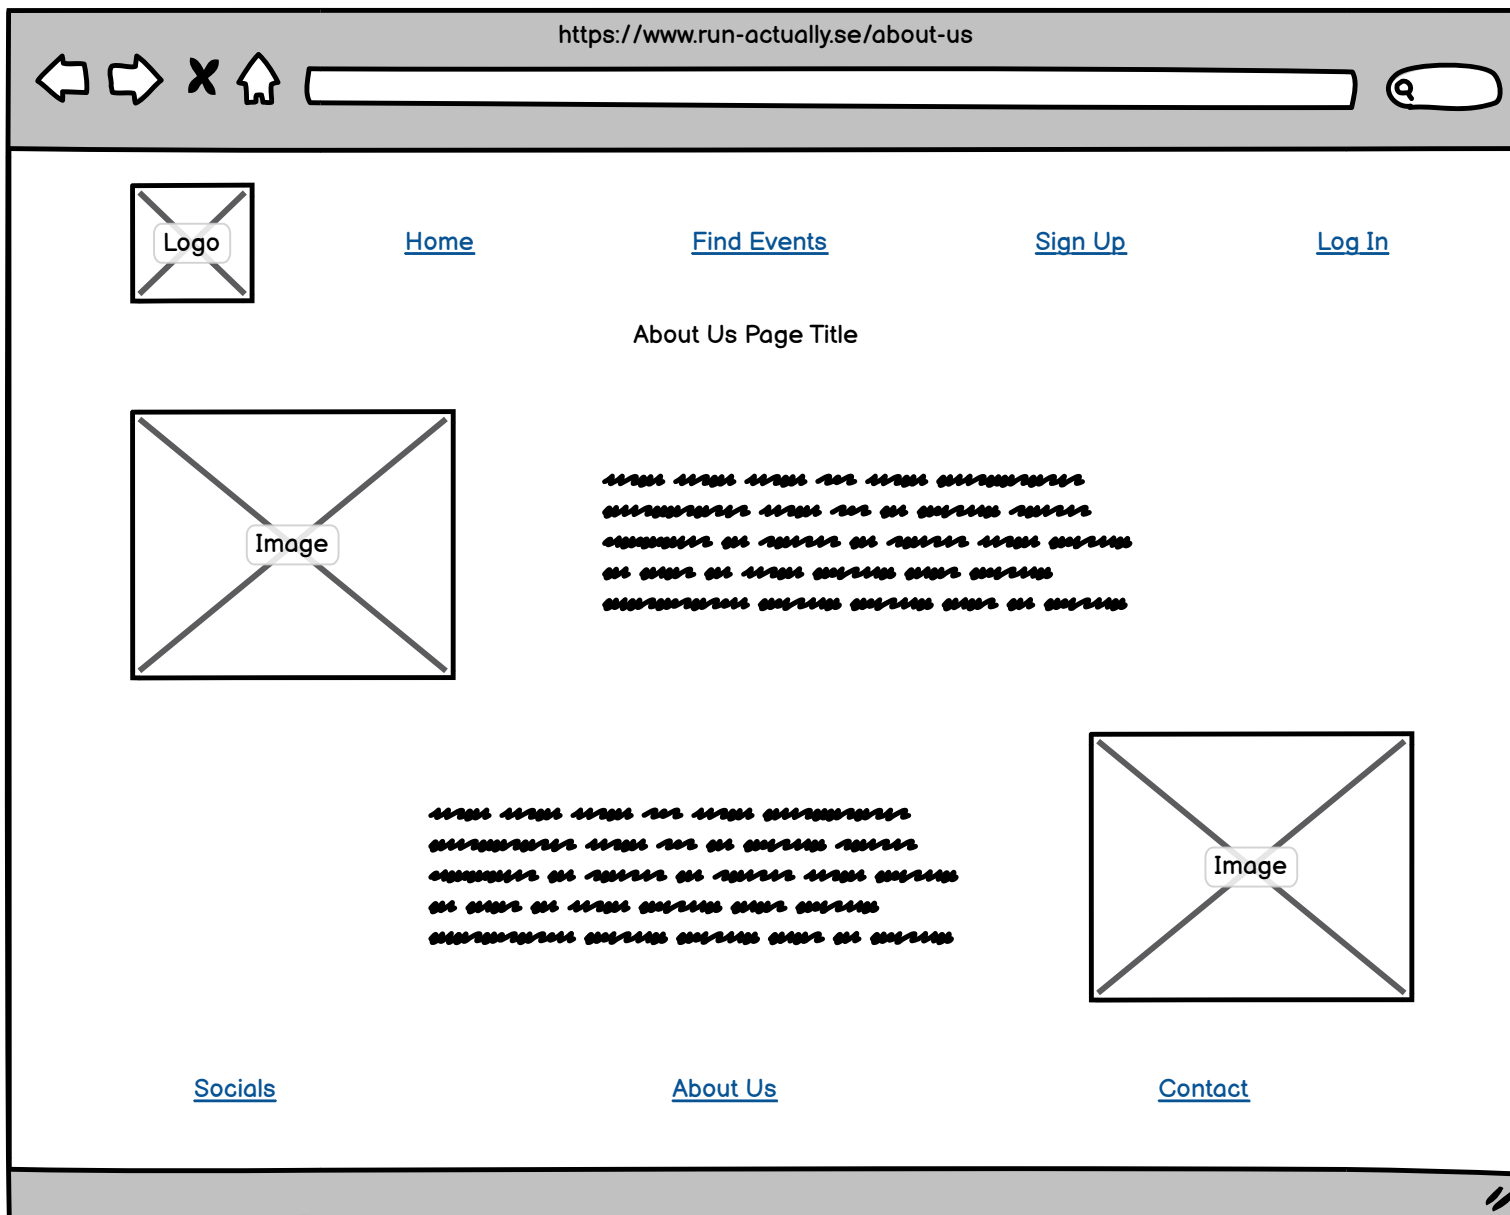 https://www.run-actually.se/about-us
Logo
Home
Find Events
Sign Up
Log In
About Us Page Title
Image
Image
Socials
About Us
Contact